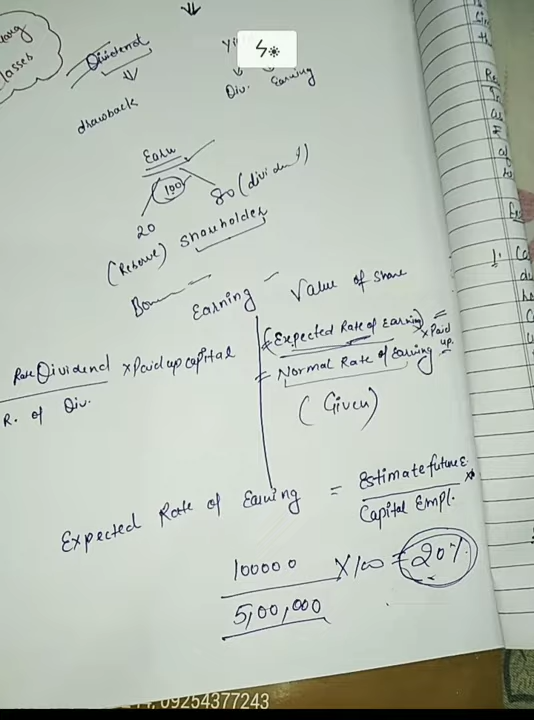 lasses
Dividend
Div. Earning
drawback
Earn
100
20 80 (dividend)
(Reserve) shareholder
Earning - Value of share
Rate Dividend x Paid up capital
R. of Div.
= (Expected Rate of Earning) x Paid up.
= Normal Rate of Earning
(Given)
Expected Rate of Earning = Estimate future E.
Capital Empl.
100000 X100 = 20%
5,00,000
09254377243